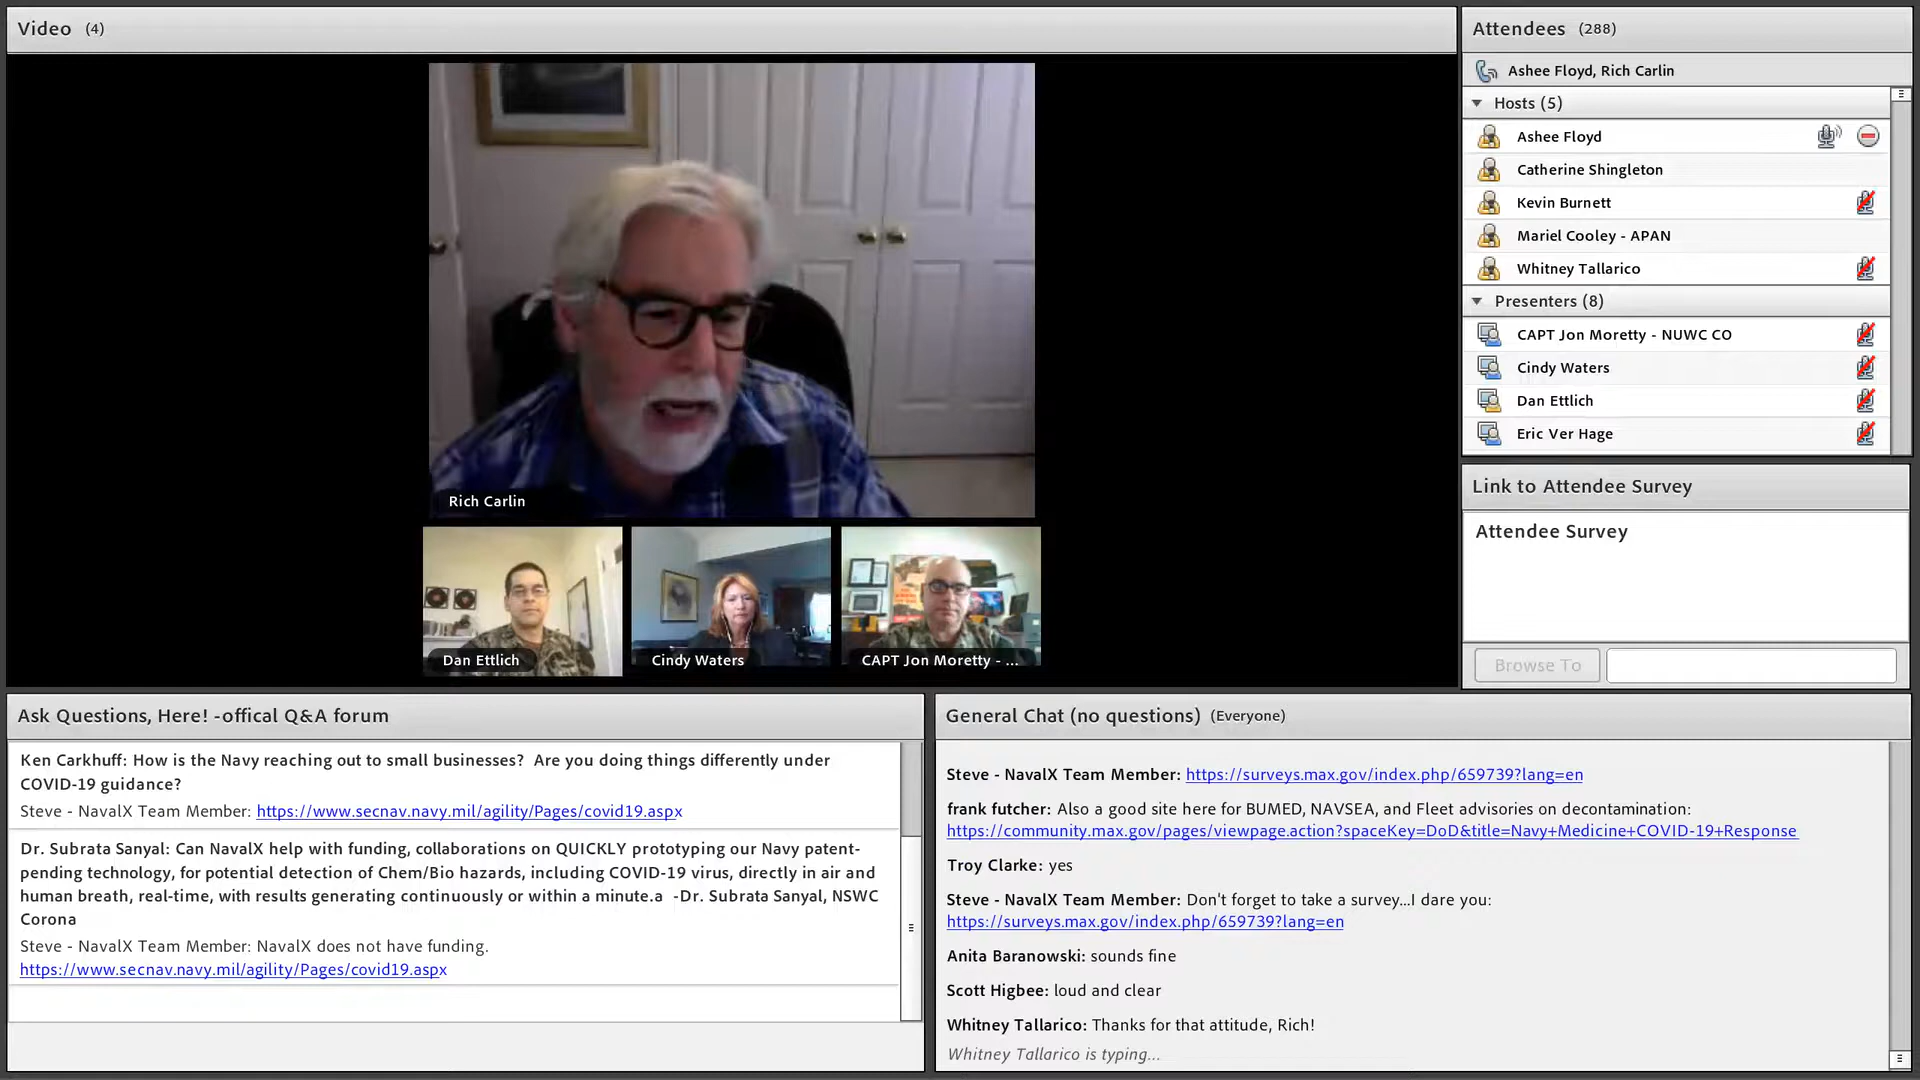 Video (4)
Rich Carlin
Dan Ettlich
Cindy Waters
CAPT Jon Moretty - ...
Attendees (288)
Ashee Floyd, Rich Carlin
Hosts (5)
Ashee Floyd
Catherine Shingleton
Kevin Burnett
Mariel Cooley - APAN
Whitney Tallarico
Presenters (8)
CAPT Jon Moretty - NUWC CO
Cindy Waters
Dan Ettlich
Eric Ver Hage
Link to Attendee Survey
Attendee Survey
Browse To
Ask Questions, Here! -offical Q&A forum
Ken Carkhuff: How is the Navy reaching out to small businesses? Are you doing things differently under
COVID-19 guidance?
Steve - NavalX Team Member: https://www.secnav.navy.mil/agility/Pages/covid19.aspx
Dr. Subrata Sanyal: Can NavalX help with funding, collaborations on QUICKLY prototyping our Navy patent-
pending technology, for potential detection of Chem/Bio hazards, including COVID-19 virus, directly in air and
human breath, real-time, with results generating continuously or within a minute.a -Dr. Subrata Sanyal, NSWC
Corona
Steve - NavalX Team Member: NavalX does not have funding.
https://www.secnav.navy.mil/agility/Pages/covid19.aspx
General Chat (no questions) (Everyone)
Steve - NavalX Team Member: https://surveys.max.gov/index.php/659739?lang=en
frank futcher: Also a good site here for BUMED, NAVSEA, and Fleet advisories on decontamination:
https://community.max.gov/pages/viewpage.action?spaceKey=DoD&title=Navy+Medicine+COVID-19+Response
Troy Clarke: yes
Steve - NavalX Team Member: Don't forget to take a survey...I dare you:
https://surveys.max.gov/index.php/659739?lang=en
Anita Baranowski: sounds fine
Scott Higbee: loud and clear
Whitney Tallarico: Thanks for that attitude, Rich!
Whitney Tallarico is typing...